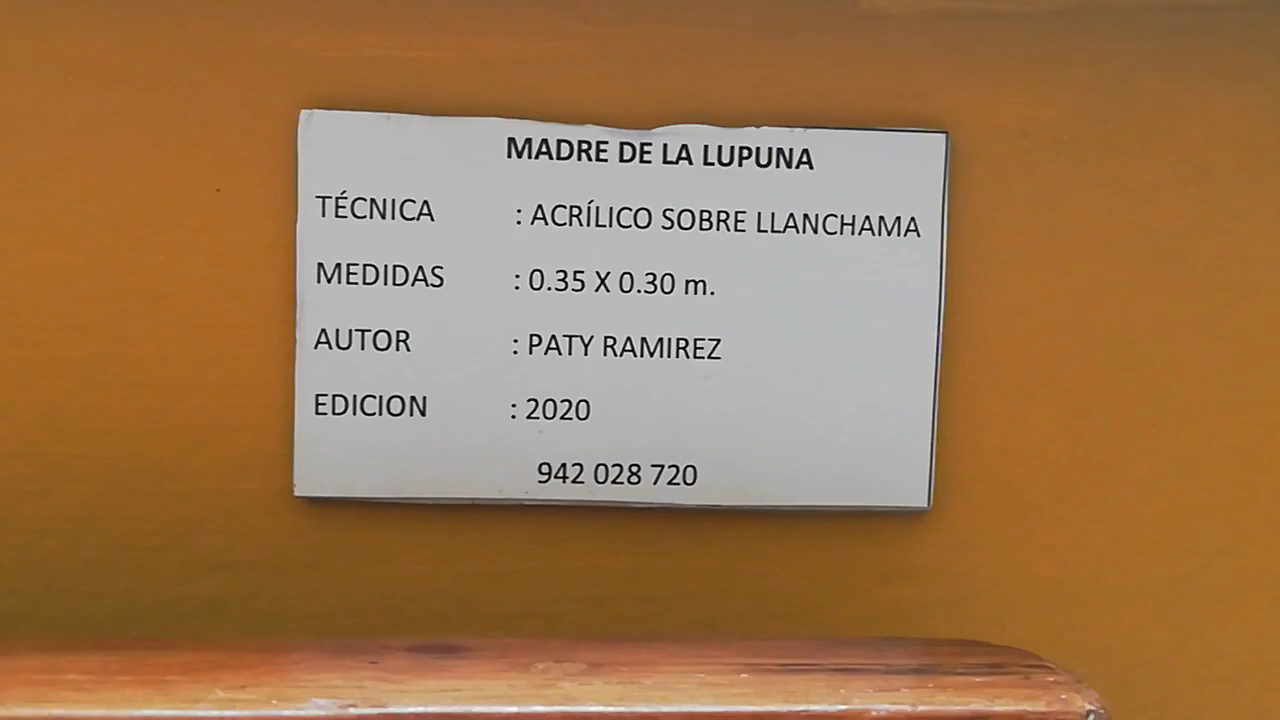 MADRE DE LA LUPUNA
TÉCNICA : ACRÍLICO SOBRE LLANCHAMA
MEDIDAS : 0.35 X 0.30 m.
AUTOR : PATY RAMIREZ
EDICION : 2020
942 028 720